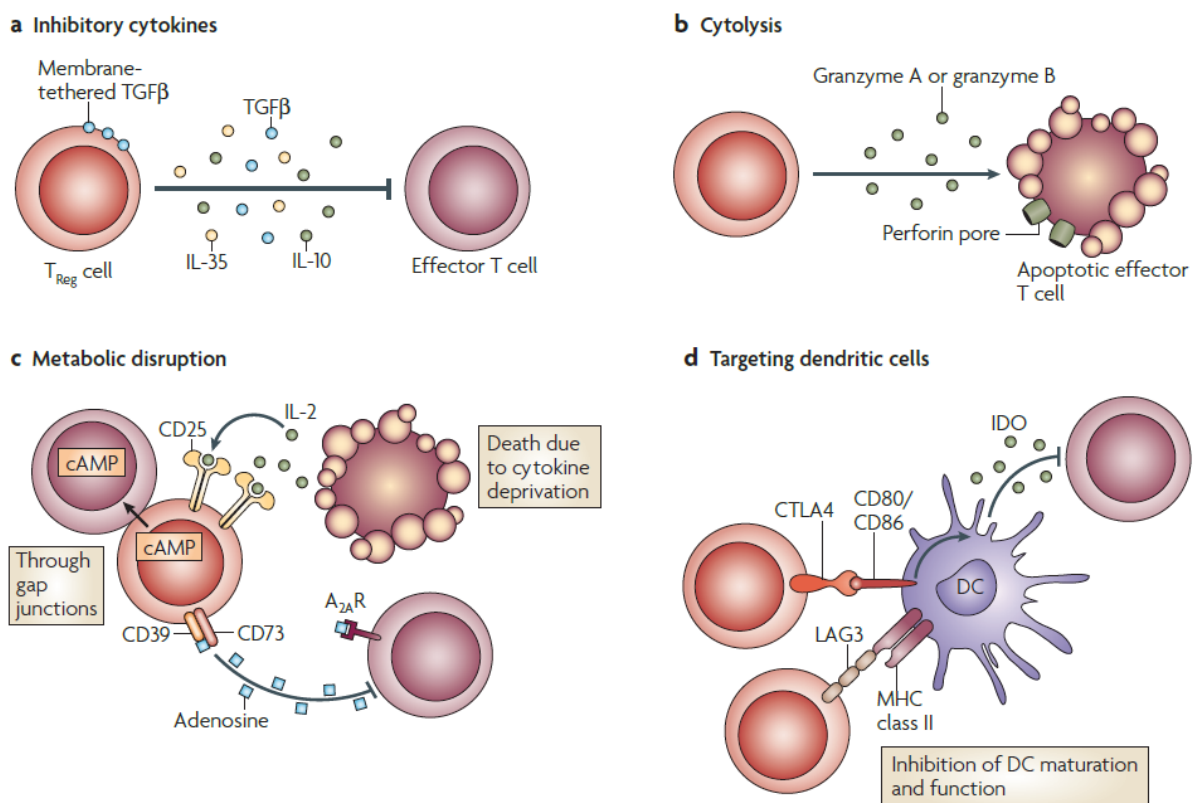 a Inhibitory cytokines
Membrane-
tethered TGFβ
TGFβ
IL-35
IL-10
T_Reg cell
Effector T cell
b Cytolysis
Granzyme A or granzyme B
Perforin pore
Apoptotic effector
T cell
c Metabolic disruption
IL-2
CD25
cAMP
Death due
to cytokine
deprivation
cAMP
Through
gap
junctions
CD39
CD73
A_2AR
Adenosine
d Targeting dendritic cells
IDO
CTLA4
CD80/
CD86
DC
LAG3
MHC
class II
Inhibition of DC maturation
and function